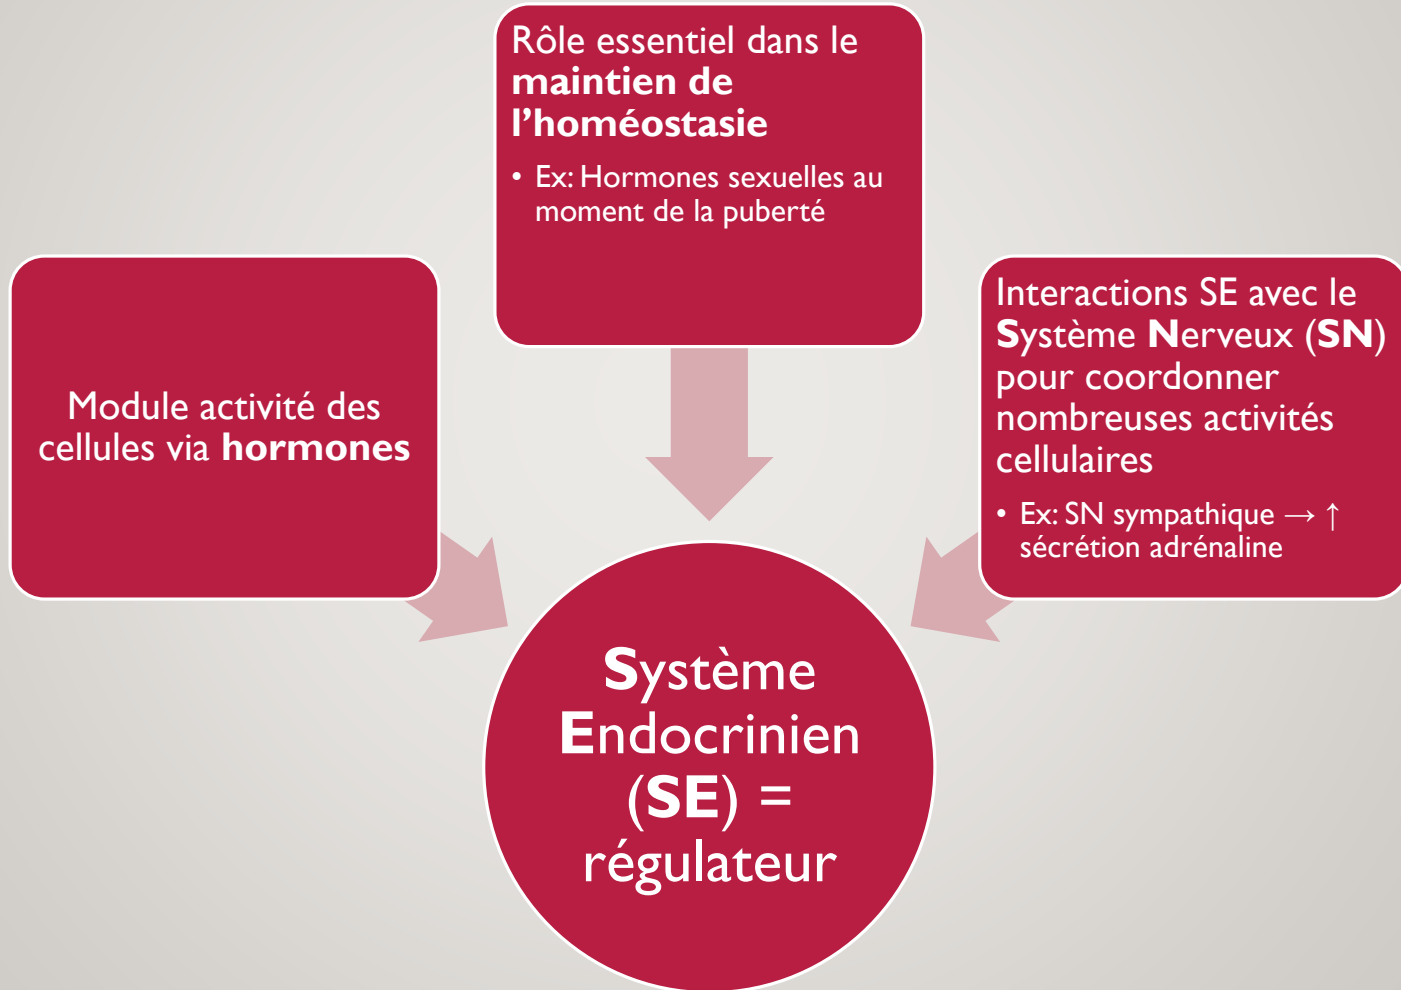 Rôle essentiel dans le
maintien de
l’homéostasie
• Ex: Hormones sexuelles au
moment de la puberté
Module activité des
cellules via hormones
Interactions SE avec le
Système Nerveux (SN)
pour coordonner
nombreuses activités
cellulaires
• Ex: SN sympathique → ↑
sécrétion adrénaline
Système
Endocrinien
(SE) =
régulateur